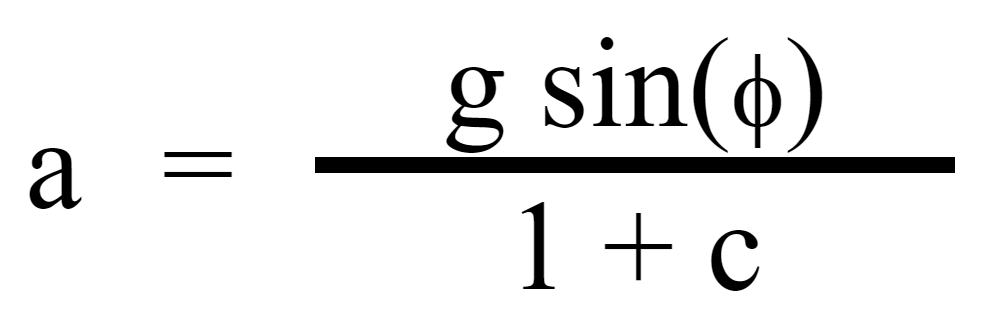 a = g sin(ϕ)
1 + c